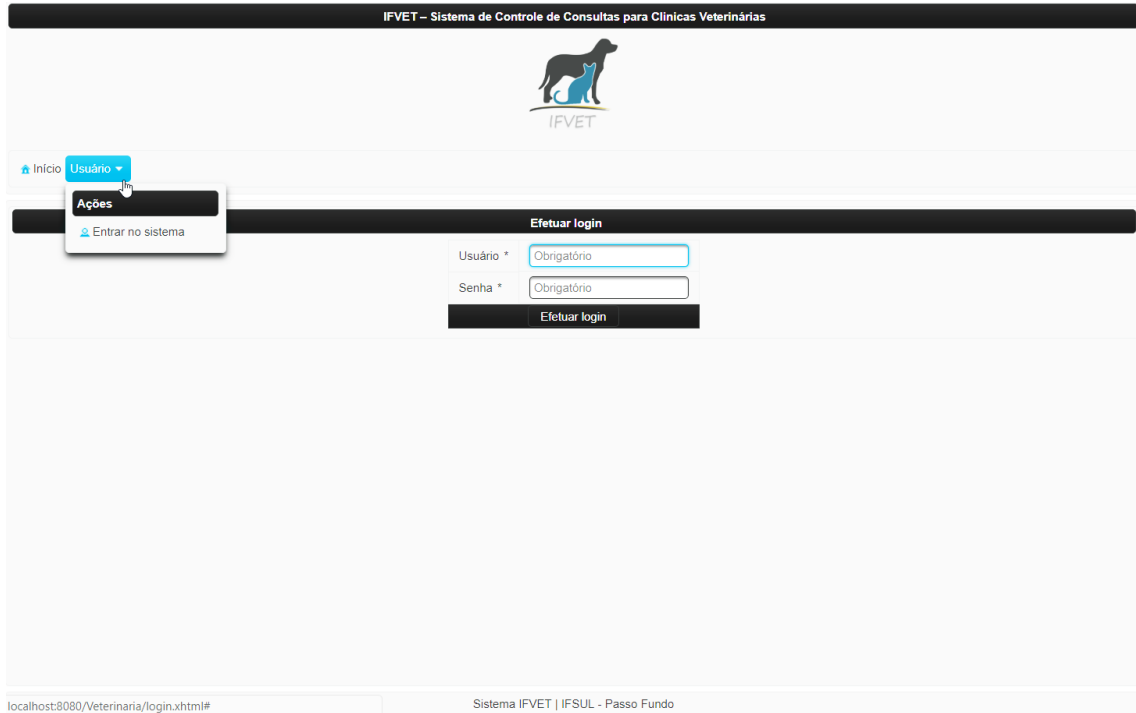 IFVET – Sistema de Controle de Consultas para Clinicas Veterinárias
IFVET
Início Usuário
Ações
Entrar no sistema
Efetuar login
Usuário * Obrigatório
Senha * Obrigatório
Efetuar login
Sistema IFVET | IFSUL - Passo Fundo
localhost:8080/Veterinaria/login.xhtml#